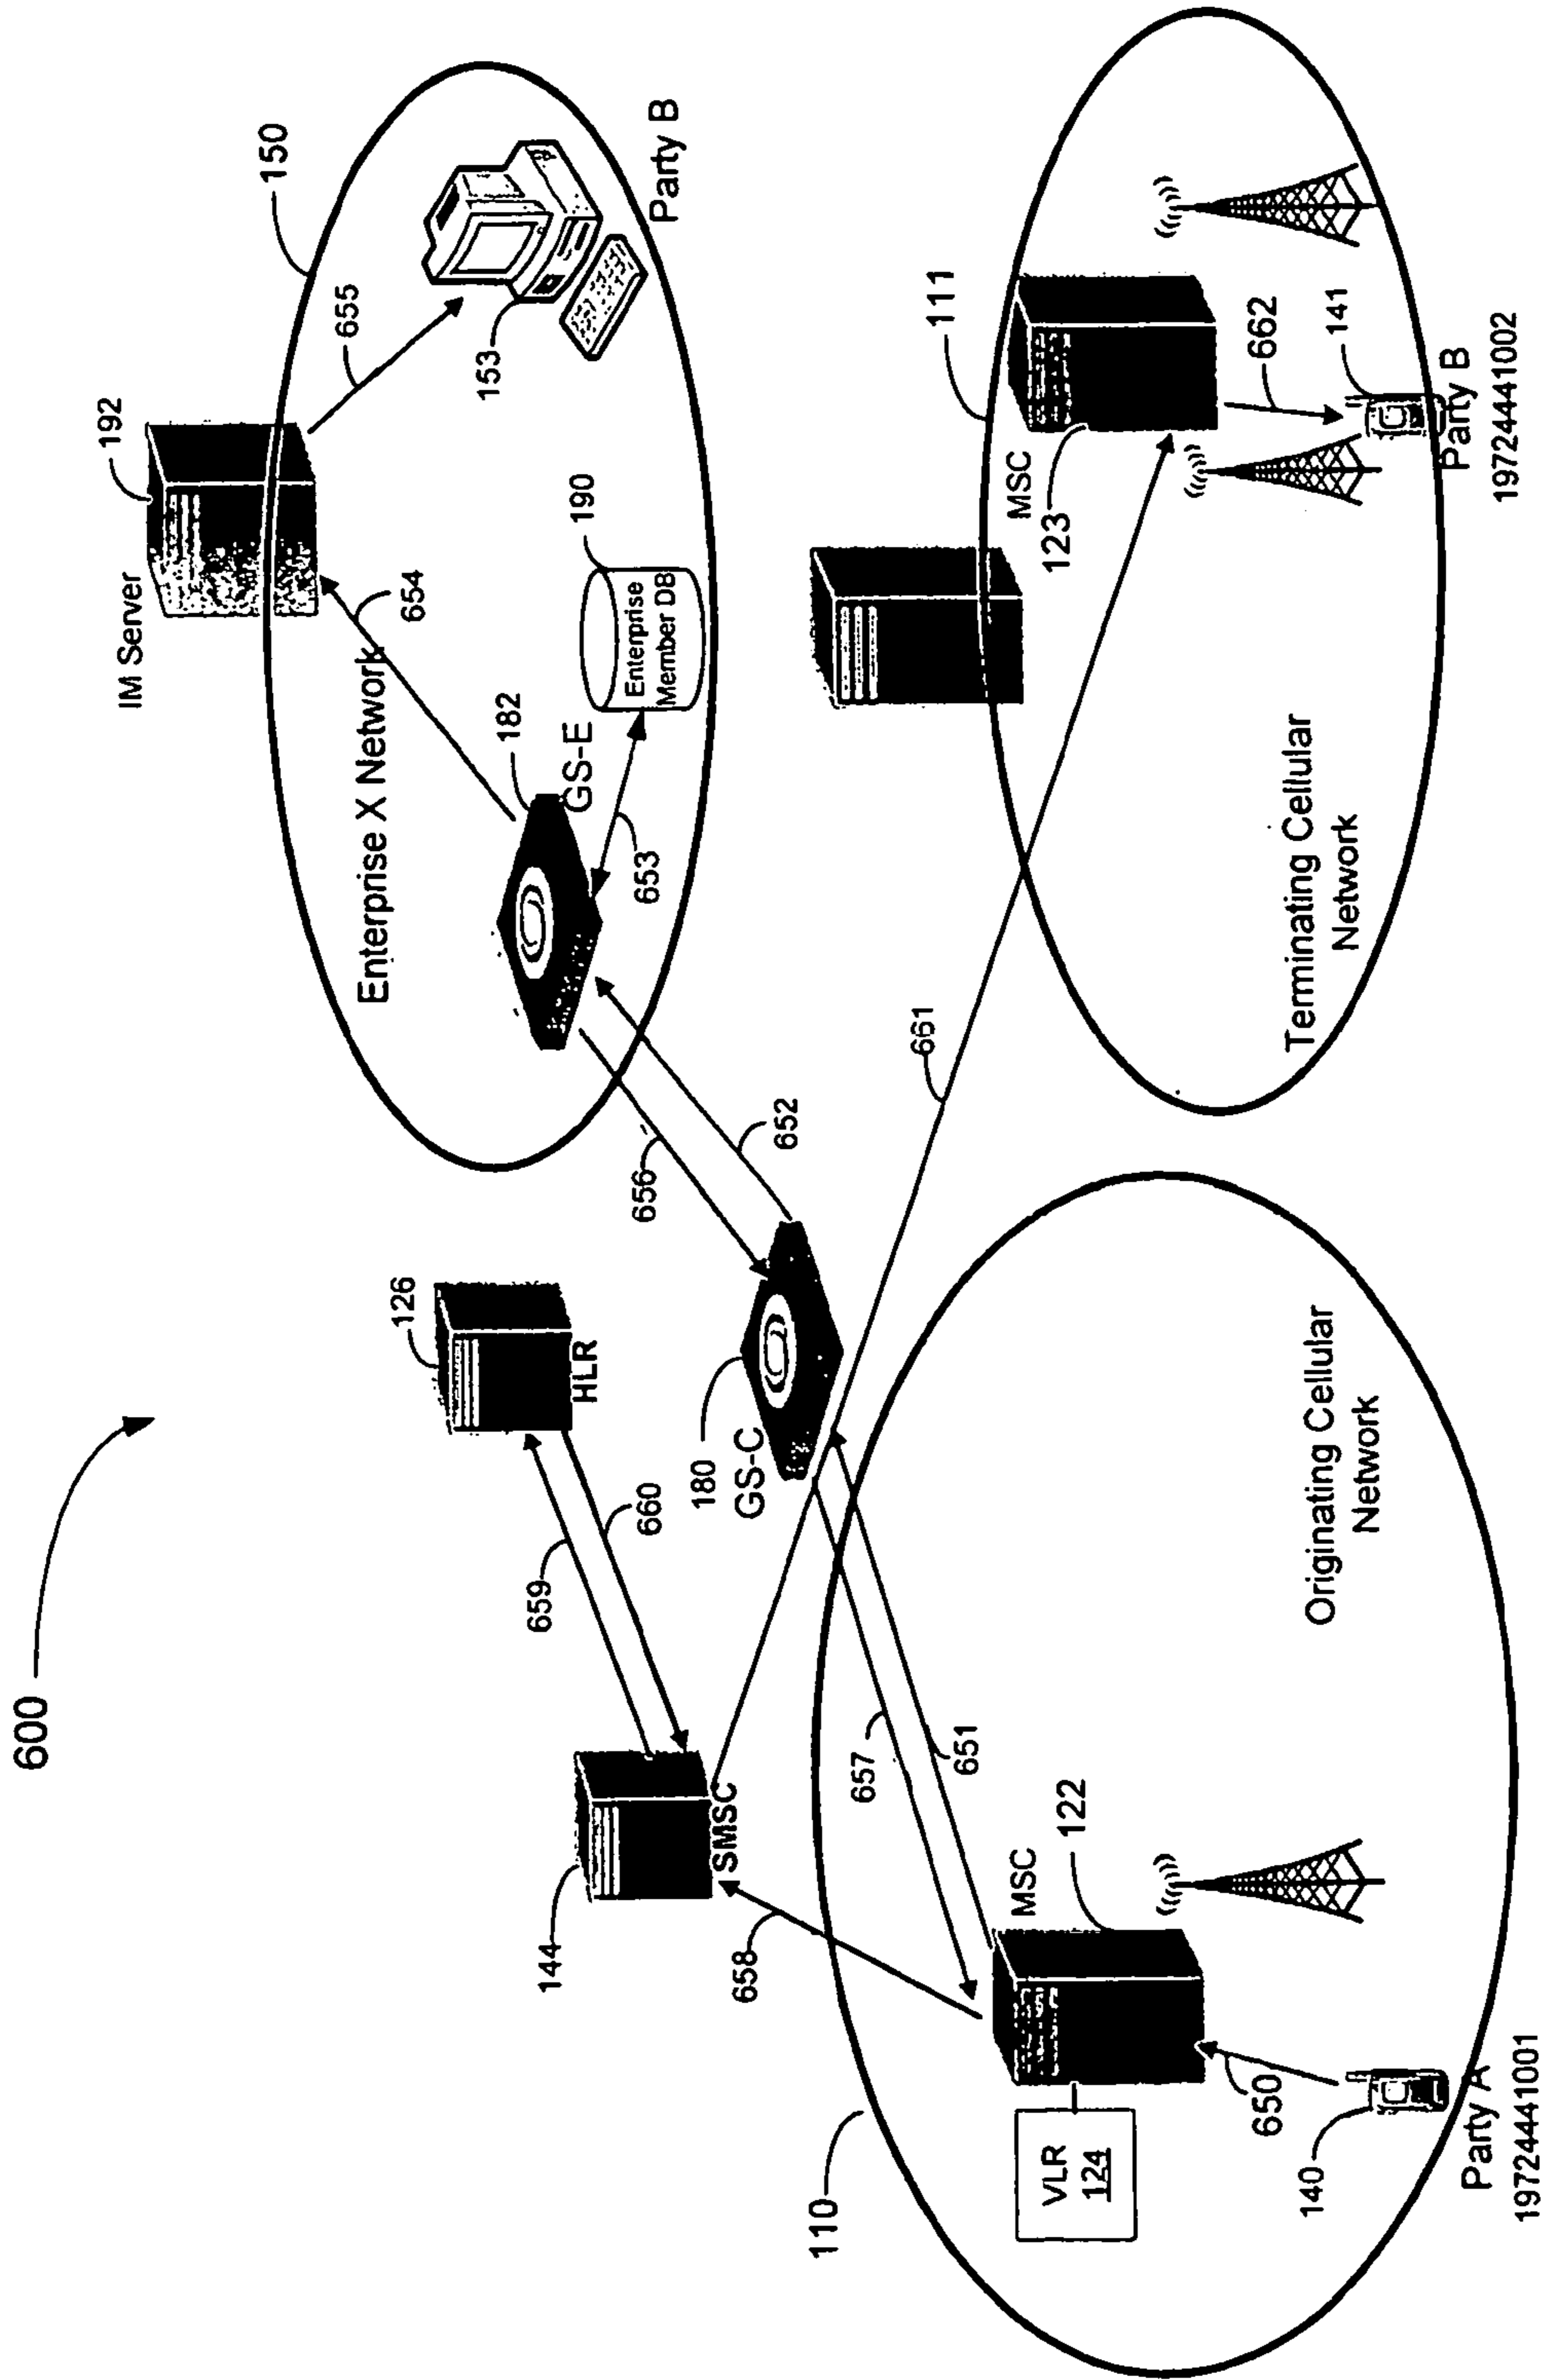 600
IM Server
192
150
655
153
Party B
654
Enterprise X Network
182
GS-E
190
Enterprise
Member DB
653
656
652
126
HLR
659
660
144
SMSC
180
GS-C
661
658
657
651
111
MSC
123
662
141
Party B
19724441002
Terminating Cellular
Network
110
VLR
124
MSC
122
650
140
Party A
19724441001
Originating Cellular
Network